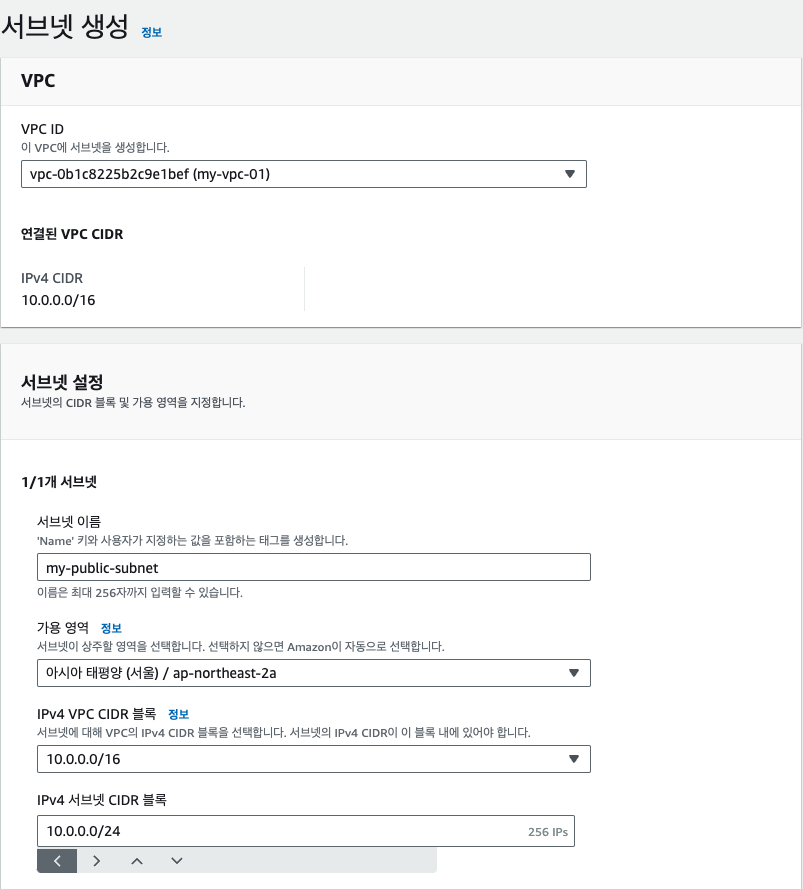 서브넷 생성 정보
VPC
VPC ID
이 VPC에 서브넷을 생성합니다.
vpc-0b1c8225b2c9e1bef (my-vpc-01)
연결된 VPC CIDR
IPv4 CIDR
10.0.0.0/16
서브넷 설정
서브넷의 CIDR 블록 및 가용 영역을 지정합니다.
1/1개 서브넷
서브넷 이름
'Name' 키와 사용자가 지정하는 값을 포함하는 태그를 생성합니다.
my-public-subnet
이름은 최대 256자까지 입력할 수 있습니다.
가용 영역 정보
서브넷이 상주할 영역을 선택합니다. 선택하지 않으면 Amazon이 자동으로 선택합니다.
아시아 태평양 (서울) / ap-northeast-2a
IPv4 VPC CIDR 블록 정보
서브넷에 대해 VPC의 IPv4 CIDR 블록을 선택합니다. 서브넷의 IPv4 CIDR이 이 블록 내에 있어야 합니다.
10.0.0.0/16
IPv4 서브넷 CIDR 블록
10.0.0.0/24 256 IPs